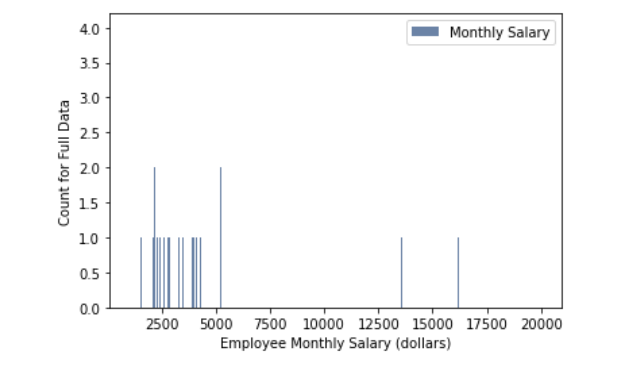 Monthly Salary
Count for Full Data
4.0
3.5
3.0
2.5
2.0
1.5
1.0
0.5
0.0
2500 5000 7500 10000 12500 15000 17500 20000
Employee Monthly Salary (dollars)